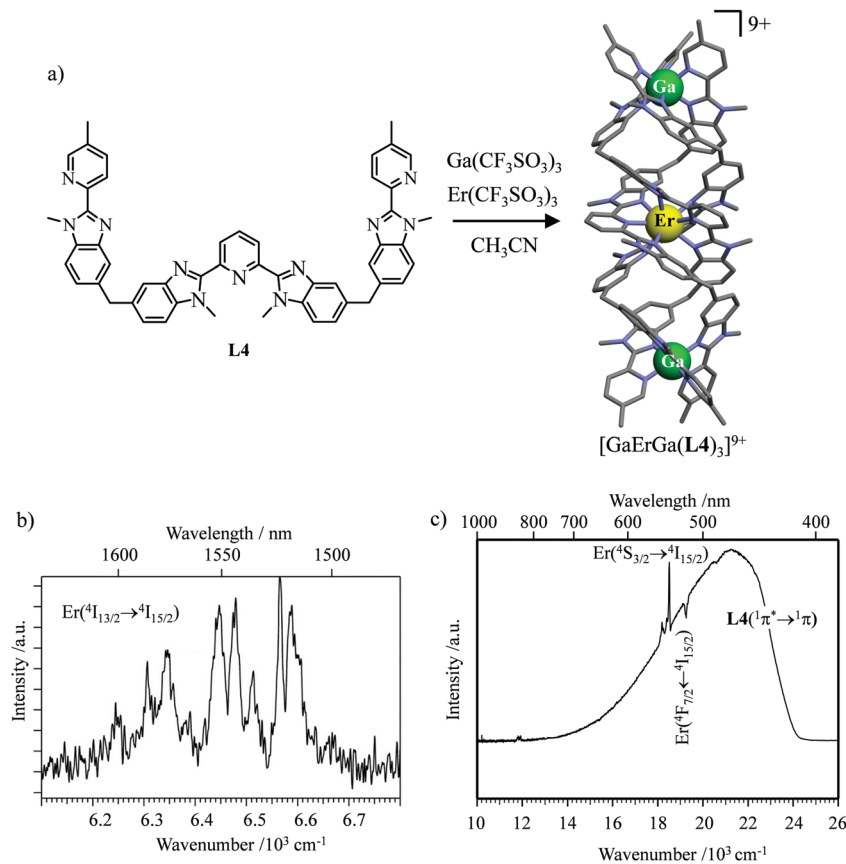 a)
N
N
N
N
N
N
N
N
N
L4
Ga(CF₃SO₃)₃
Er(CF₃SO₃)₃
CH₃CN
9+
Ga
Er
Ga
[GaErGa(L4)₃]⁹⁺
b)
Wavelength / nm
1600 1550 1500
Er(⁴I₁₃/₂→⁴I₁₅/₂)
Intensity /a.u.
6.2 6.3 6.4 6.5 6.6 6.7
Wavenumber /10³ cm⁻¹
c)
Wavelength /nm
1000 800 700 600 500 400
Er(⁴S₃/₂→⁴I₁₅/₂)
L4(¹π*→¹π)
Er(⁴F₇/₂←⁴I₁₅/₂)
Intensity /a.u.
10 12 14 16 18 20 22 24 26
Wavenumber /10³ cm⁻¹